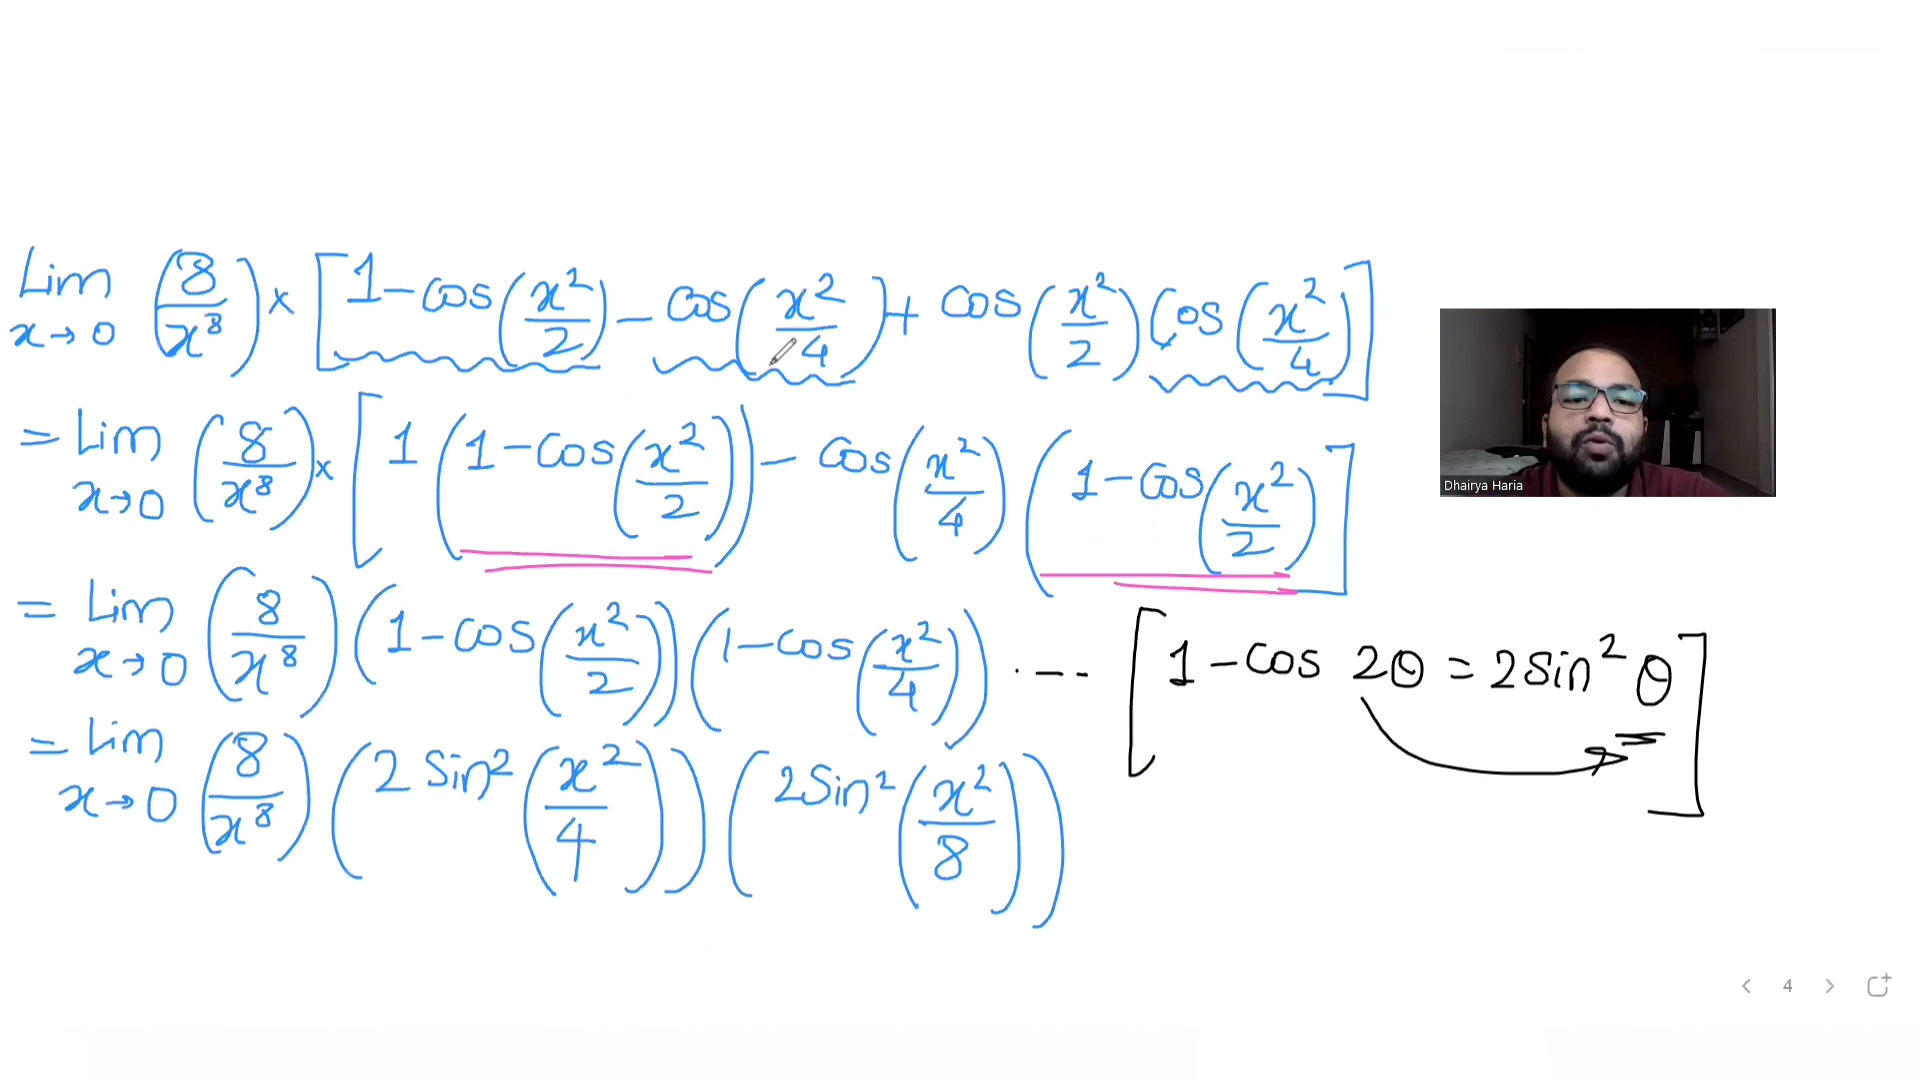 Lim x→0 (8/x⁸) × [1-cos(x²/2) - cos(x²/4) + cos(x²/2) cos(x²/4)]
= Lim x→0 (8/x⁸) × [1 (1-cos(x²/2)) - cos(x²/4) (1-cos(x²/2)]
= Lim x→0 (8/x⁸) (1-cos(x²/2)) (1-cos(x²/4)) ·--- [1-cos 2θ = 2sin² θ]
= Lim x→0 (8/x⁸) (2 Sin² (x²/4)) (2Sin² (x²/8))
Dhairya Haria
< 4 >